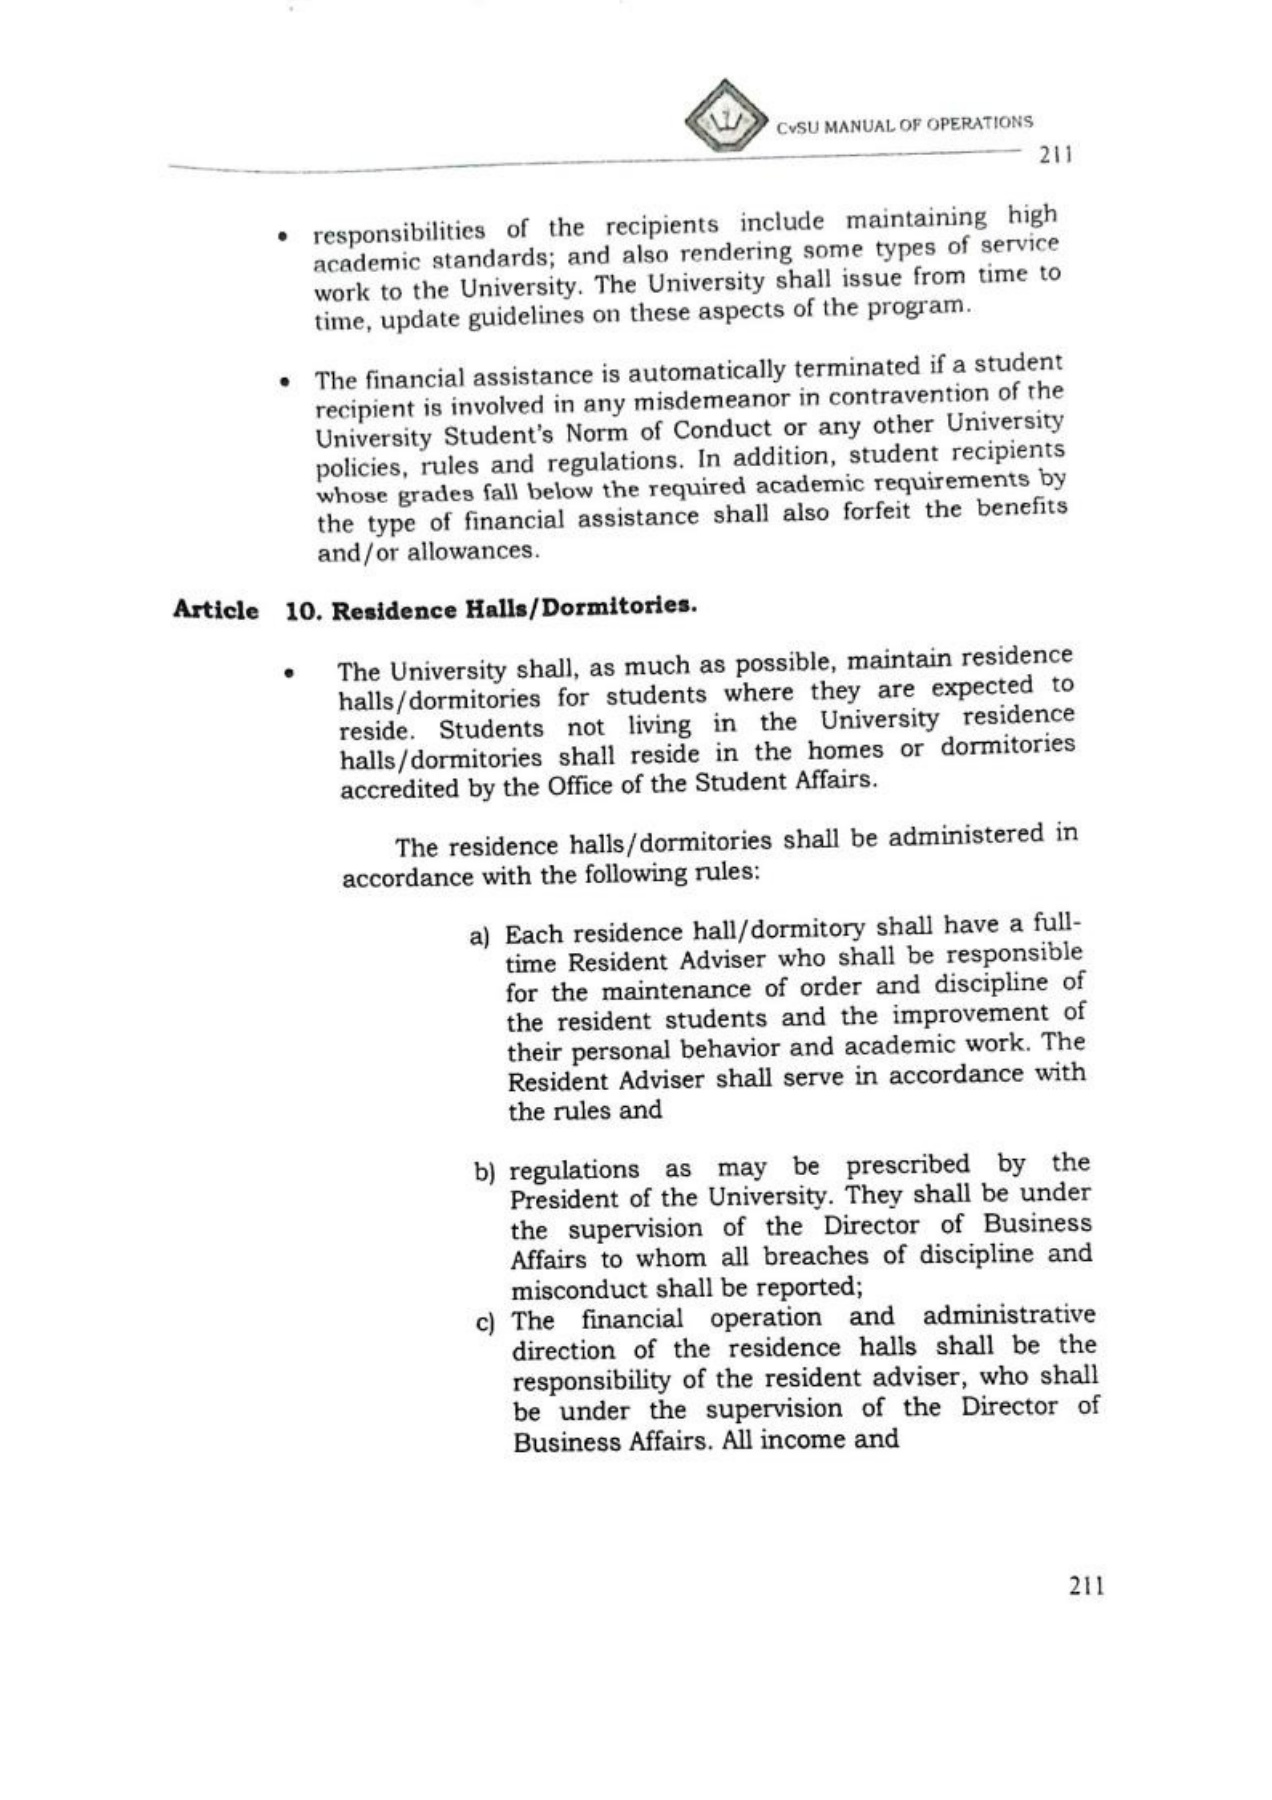 CvSU MANUAL OF OPERATIONS
211
• responsibilities of the recipients include maintaining high
academic standards; and also rendering some types of service
work to the University. The University shall issue from time to
time, update guidelines on these aspects of the program.
• The financial assistance is automatically terminated if a student
recipient is involved in any misdemeanor in contravention of the
University Student's Norm of Conduct or any other University
policies, rules and regulations. In addition, student recipients
whose grades fall below the required academic requirements by
the type of financial assistance shall also forfeit the benefits
and/or allowances.
Article 10. Residence Halls/Dormitories.
• The University shall, as much as possible, maintain residence
halls/dormitories for students where they are expected to
reside. Students not living in the University residence
halls/dormitories shall reside in the homes or dormitories
accredited by the Office of the Student Affairs.
The residence halls/dormitories shall be administered in
accordance with the following rules:
a) Each residence hall/dormitory shall have a full-
time Resident Adviser who shall be responsible
for the maintenance of order and discipline of
the resident students and the improvement of
their personal behavior and academic work. The
Resident Adviser shall serve in accordance with
the rules and
b) regulations as may be prescribed by the
President of the University. They shall be under
the supervision of the Director of Business
Affairs to whom all breaches of discipline and
misconduct shall be reported;
c) The financial operation and administrative
direction of the residence halls shall be the
responsibility of the resident adviser, who shall
be under the supervision of the Director of
Business Affairs. All income and
211